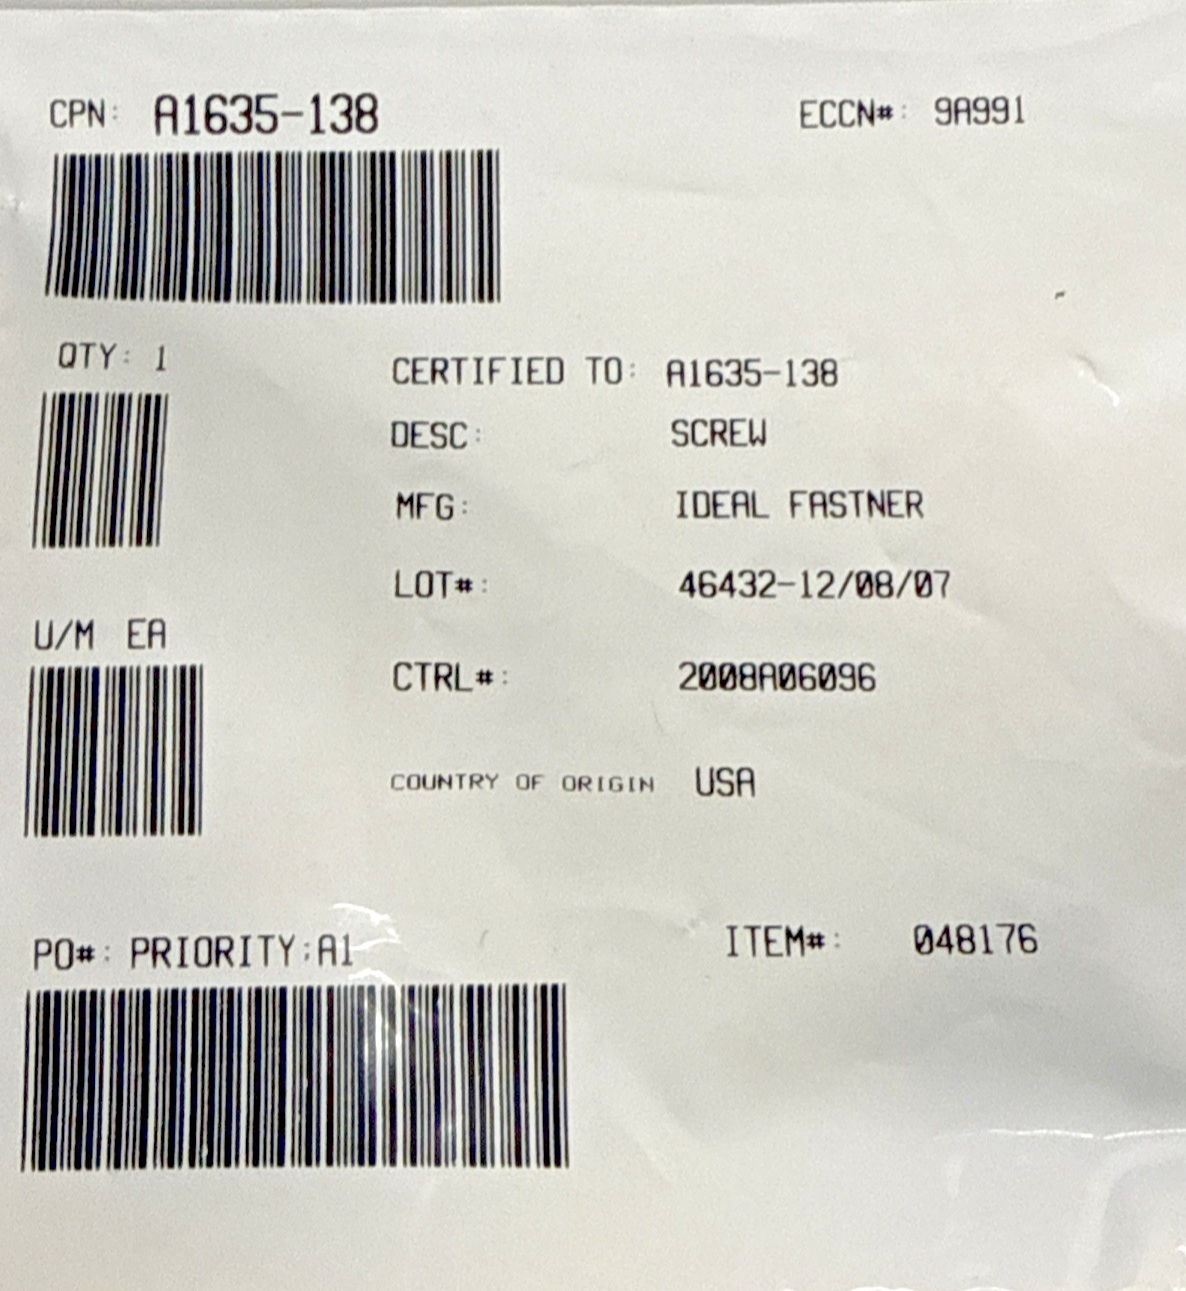 CPN: A1635-138
ECCN#: 9A991
QTY: 1
CERTIFIED TO: A1635-138
DESC: SCREW
MFG: IDEAL FASTNER
LOT#: 46432-12/08/07
U/M EA
CTRL#: 2008A06096
COUNTRY OF ORIGIN USA
PO#: PRIORITY;A1
ITEM#: 048176